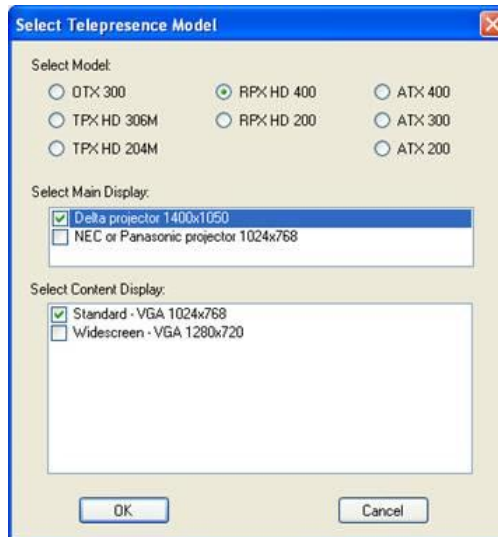 Select Telepresence Model
Select Model:
OTX 300
RPX HD 400
ATX 400
TPX HD 306M
RPX HD 200
ATX 300
TPX HD 204M
ATX 200
Select Main Display:
Delta projector 1400x1050
NEC or Panasonic projector 1024x768
Select Content Display:
Standard - VGA 1024x768
Widescreen - VGA 1280x720
OK
Cancel